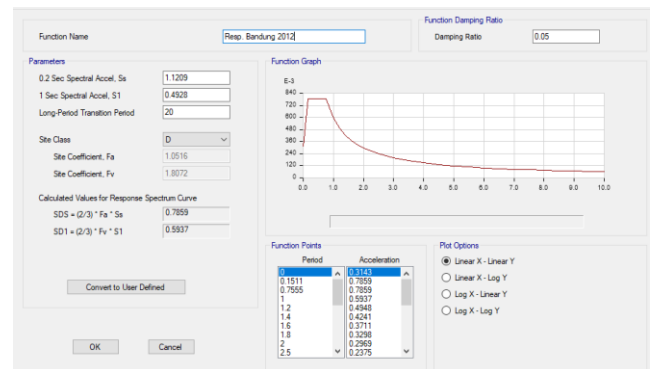 Function Damping Ratio
Function Name
Resp. Bandung 2012
Damping Ratio
0.05
Parameters
0.2 Sec Spectral Accel, Ss
1.1209
1 Sec Spectral Accel, S1
0.4928
Long-Period Transition Period
20
Site Class
D
Site Coefficient, Fa
1.0516
Site Coefficient, Fv
1.8072
Calculated Values for Response Spectrum Curve
SDS = (2/3) * Fa * Ss
0.7859
SD1 = (2/3) * Fv * S1
0.5937
Convert to User Defined
OK
Cancel
Function Graph
E-3
840
720
600
480
360
240
120
0
0.0 1.0 2.0 3.0 4.0 5.0 6.0 7.0 8.0 9.0 10.0
Function Points
Period Acceleration
0 0.3143
0.1511 0.7859
0.7555 0.7859
1 0.5937
1.2 0.4948
1.4 0.4241
1.6 0.3711
1.8 0.3298
2 0.2969
2.5 0.2375
Plot Options
Linear X - Linear Y
Linear X - Log Y
Log X - Linear Y
Log X - Log Y